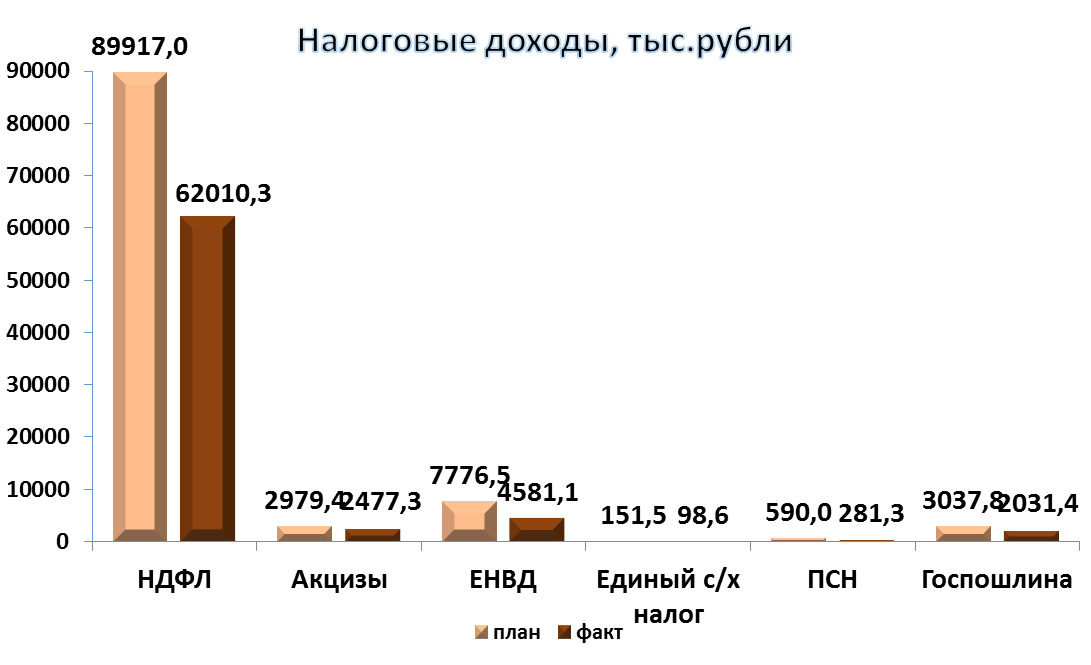 Налоговые доходы, тыс.рубли
90000
80000
70000
60000
50000
40000
30000
20000
10000
0
89917,0
62010,3
2979,4
2477,3
7776,5
4581,1
151,5
98,6
590,0
281,3
3037,8
2031,4
НДФЛ
Акцизы
ЕНВД
Единый с/х
налог
ПСН
Госпошлина
план
факт